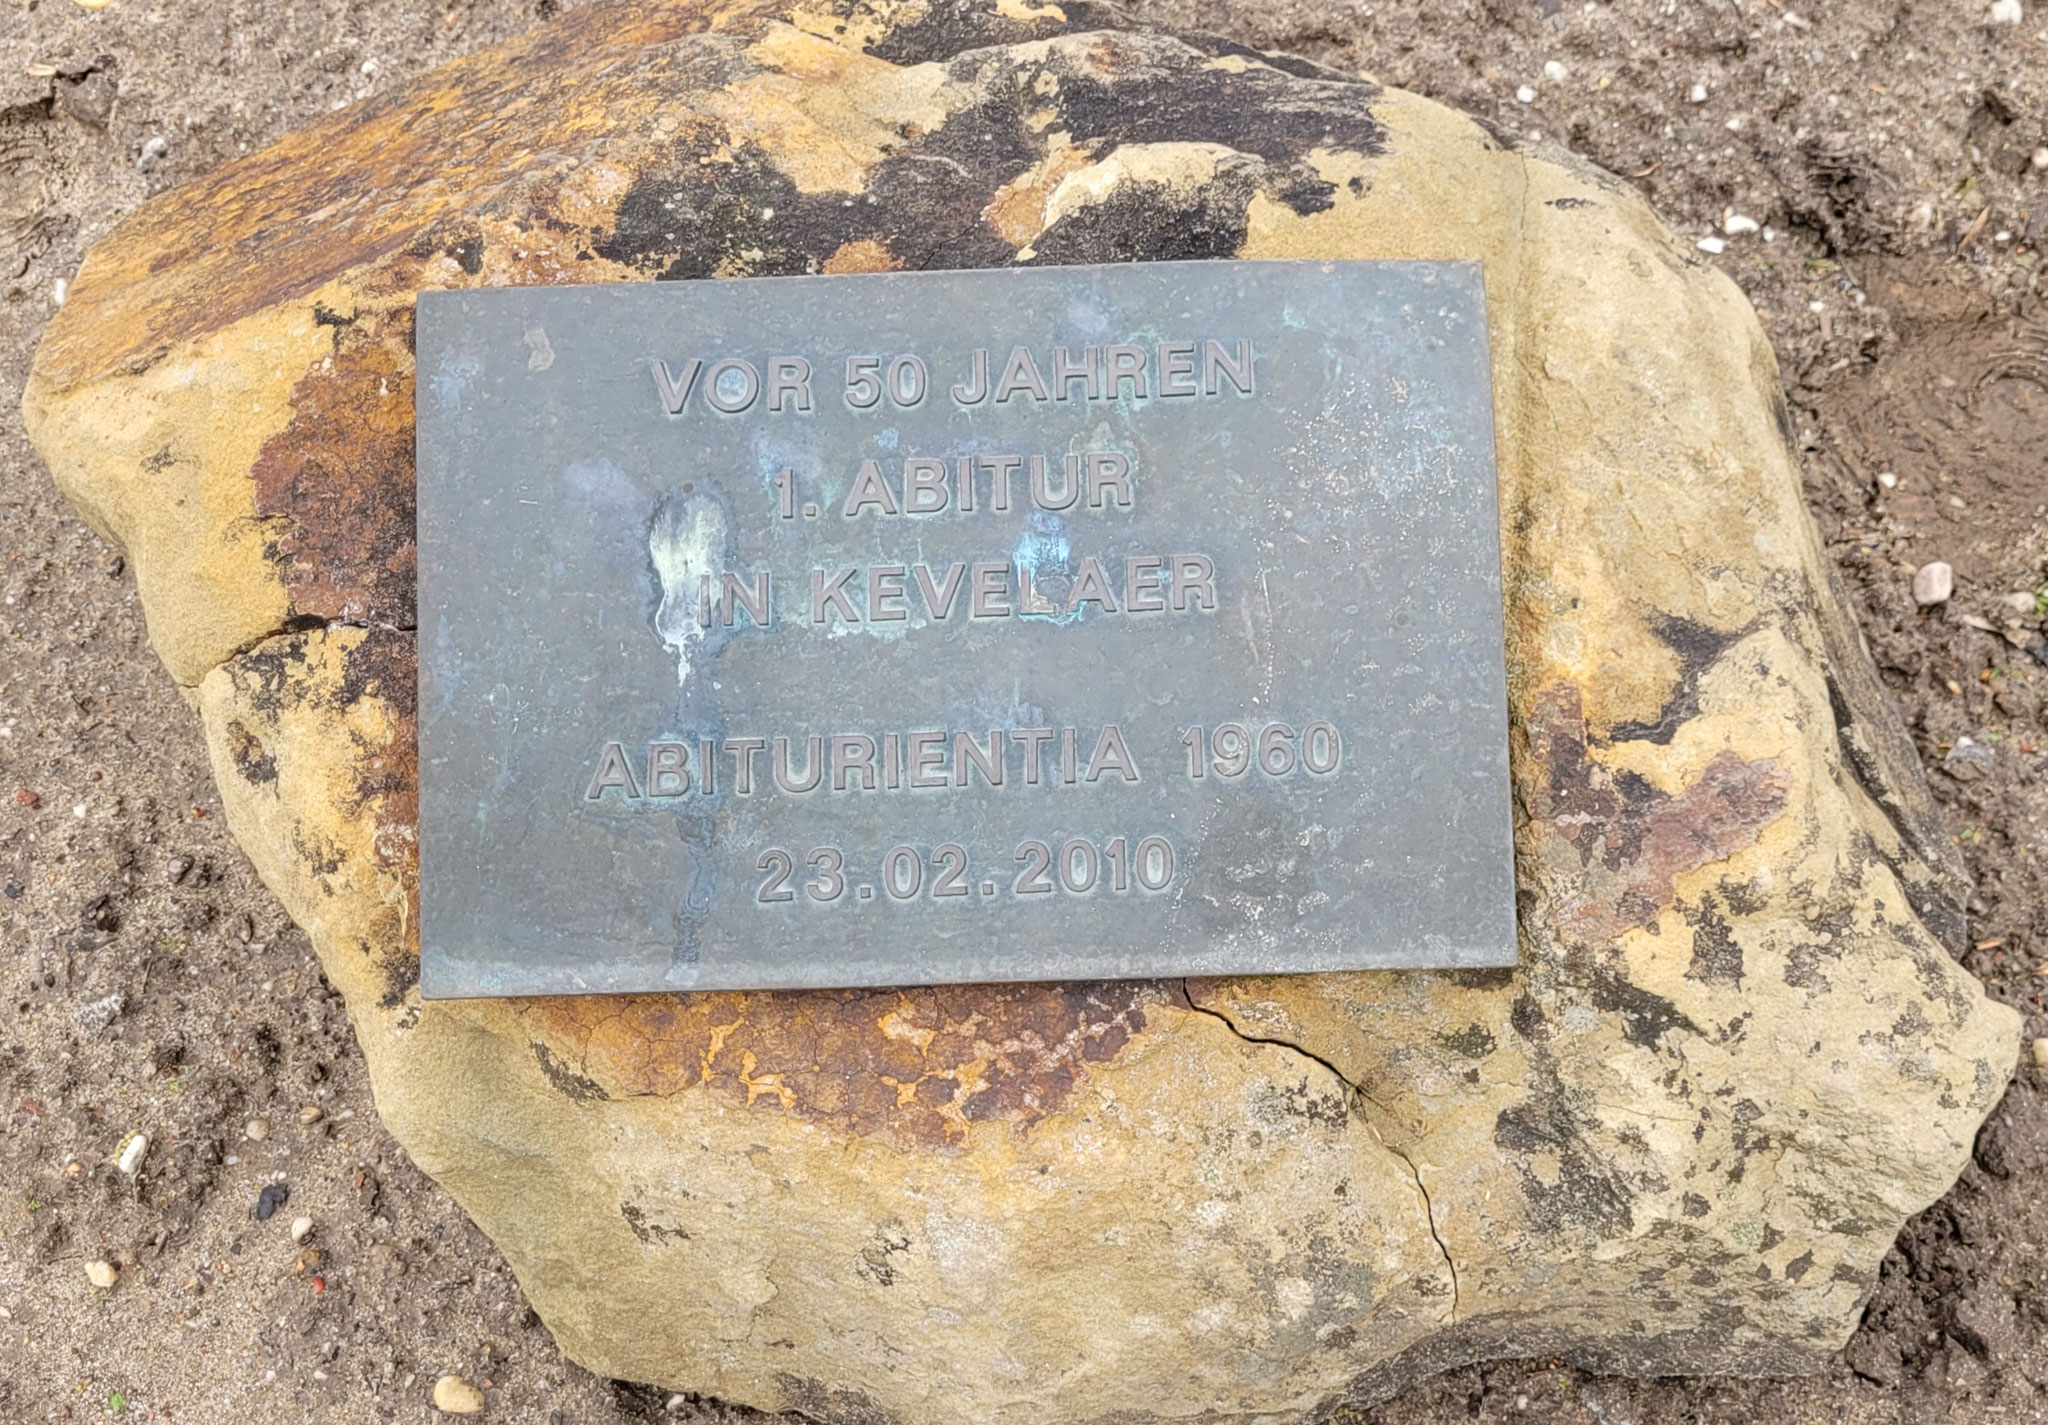 VOR 50 JAHREN
1. ABITUR
IN KEVELAER
ABITURIENTIA 1960
23.02.2010